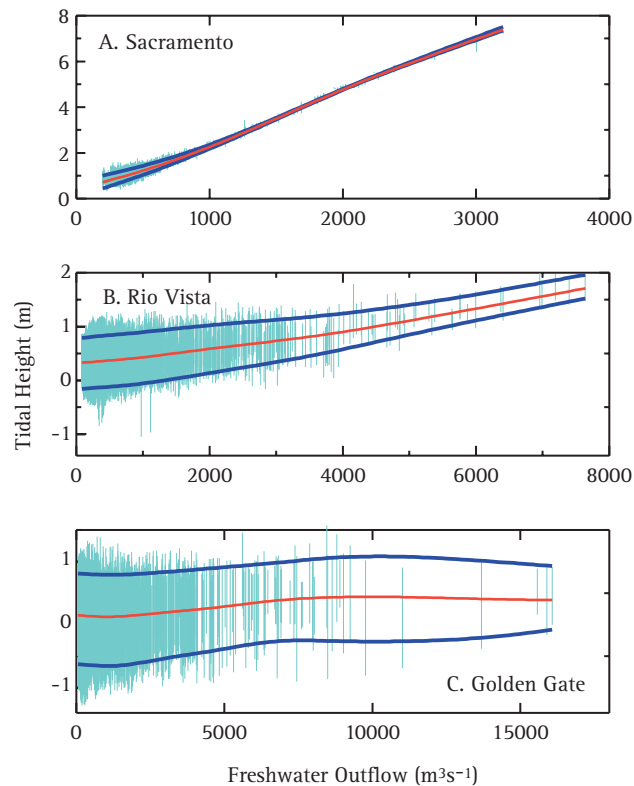 8
A. Sacramento
6
4
2
0
0 1000 2000 3000 4000
2
B. Rio Vista
1
0
-1
0 2000 4000 6000 8000
Tidal Height (m)
1
0
-1
C. Golden Gate
0 5000 10000 15000
Freshwater Outflow (m³s⁻¹)